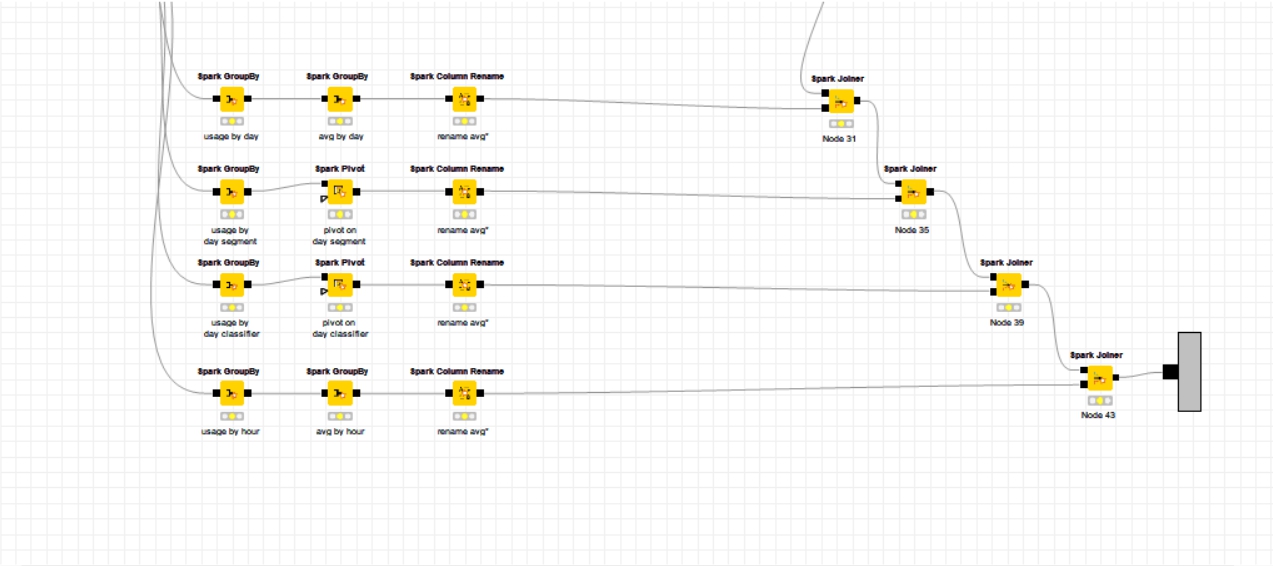 Spark GroupBy
Spark GroupBy
Spark Column Rename
Spark Joiner
usage by day
avg by day
rename avg*
Node 31
Spark GroupBy
Spark Pivot
Spark Column Rename
Spark Joiner
usage by
day segment
pivot on
day segment
rename avg*
Node 35
Spark GroupBy
Spark Pivot
Spark Column Rename
Spark Joiner
usage by
day classifier
pivot on
day classifier
rename avg*
Node 39
Spark GroupBy
Spark GroupBy
Spark Column Rename
Spark Joiner
usage by hour
avg by hour
rename avg*
Node 43